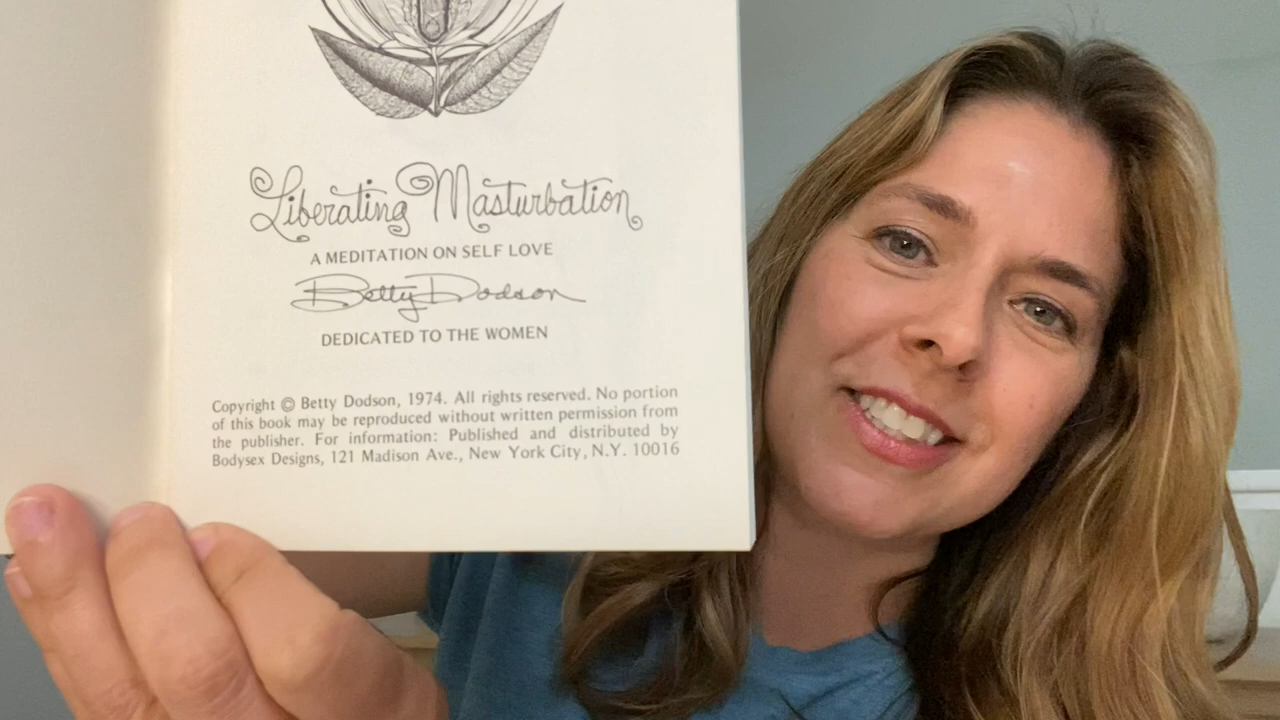 Liberating Masturbation
A MEDITATION ON SELF LOVE
Betty Dodson
DEDICATED TO THE WOMEN
Copyright © Betty Dodson, 1974. All rights reserved. No portion
of this book may be reproduced without written permission from
the publisher. For information: Published and distributed by
Bodysex Designs, 121 Madison Ave., New York City, N.Y. 10016